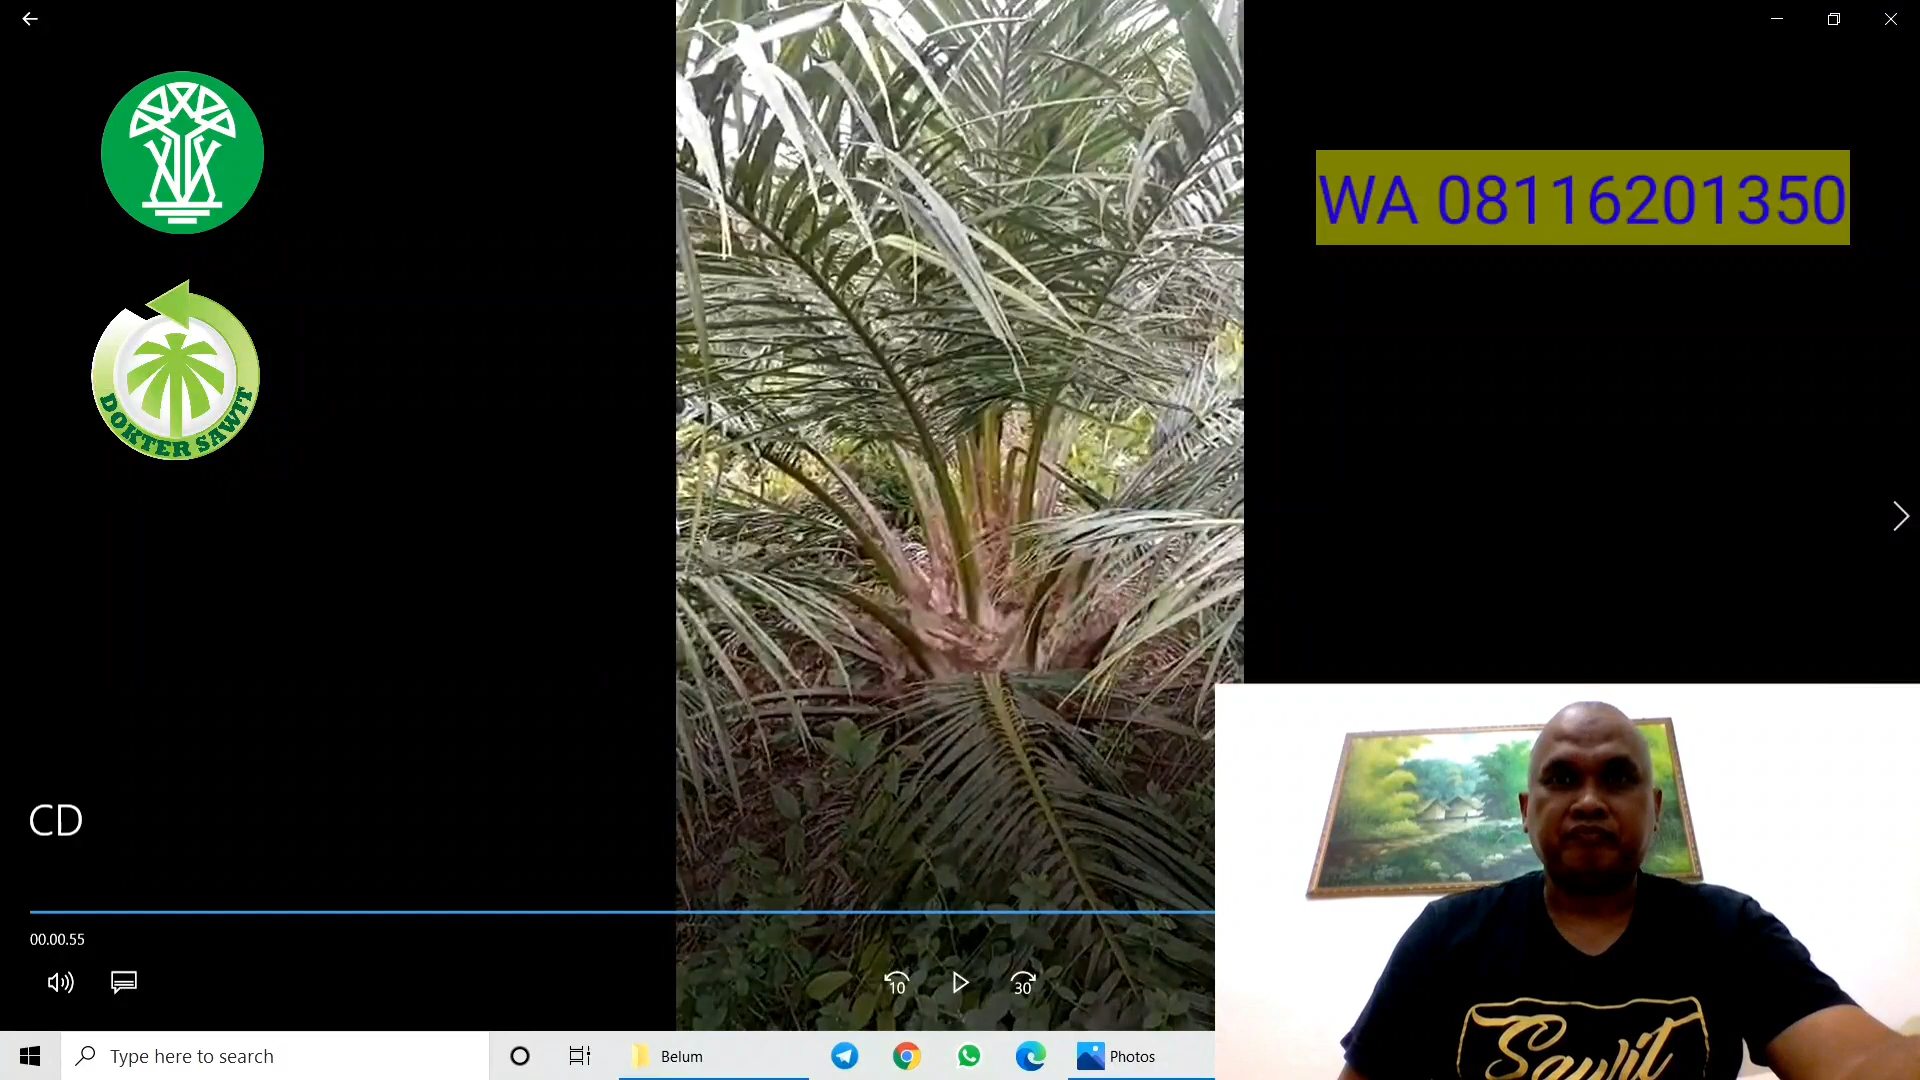 WA 08116201350
DOKTER SAWIT
CD
00.00.55
10
30
Sawit
Type here to search
Belum
Photos